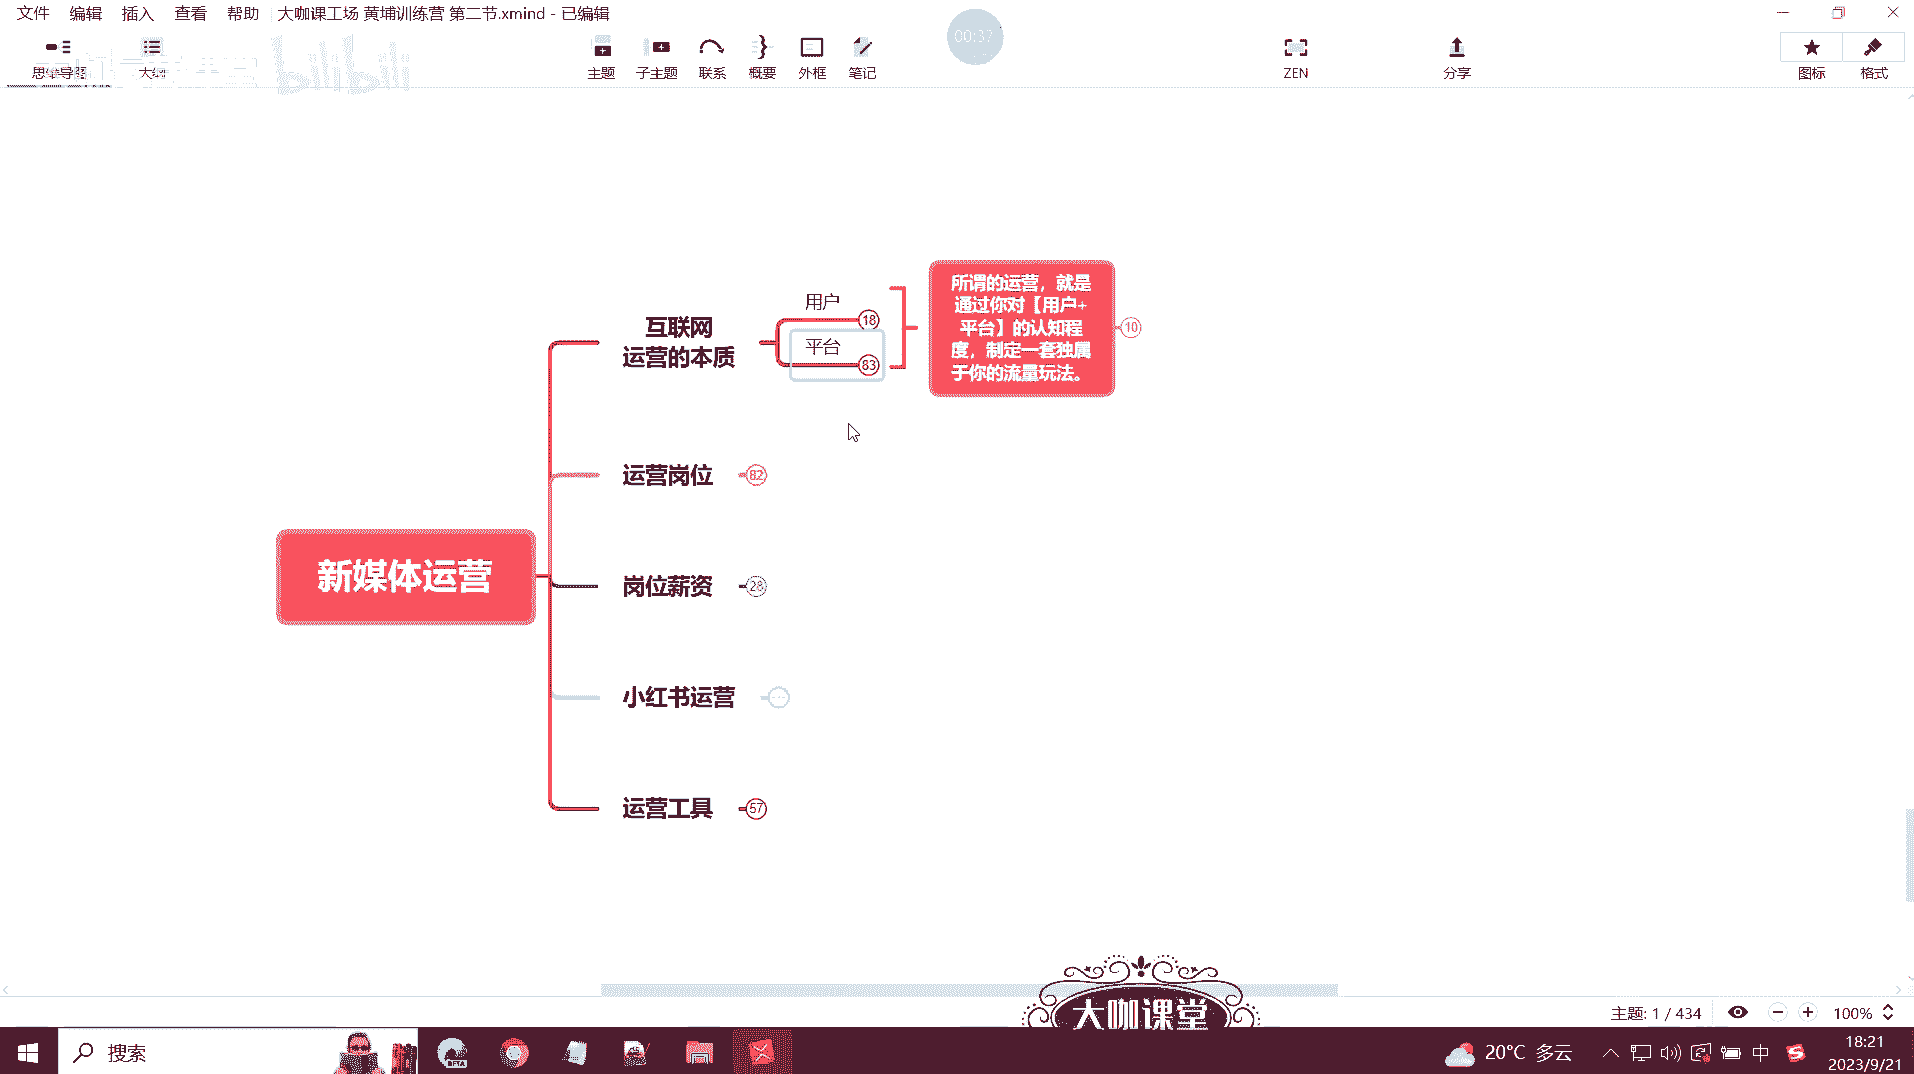 文件 编辑 插入 查看 帮助 大咖课工场 黄埔训练营 第二节.xmind - 已编辑
00:37
bilibili
主题 子主题 联系 概要 外框 笔记 ZEN 分享 图标 格式
所谓的运营，就是
通过你对【用户+
平台】的认知程
度，制定一套独属
于你的流量玩法。
10
用户
18
互联网
运营的本质
平台
83
运营岗位
82
新媒体运营
岗位薪资
28
小红书运营
运营工具
57
大咖课堂
主题: 1 / 434
100%
搜索
BETA
20°C 多云
中
18:21
2023/9/21